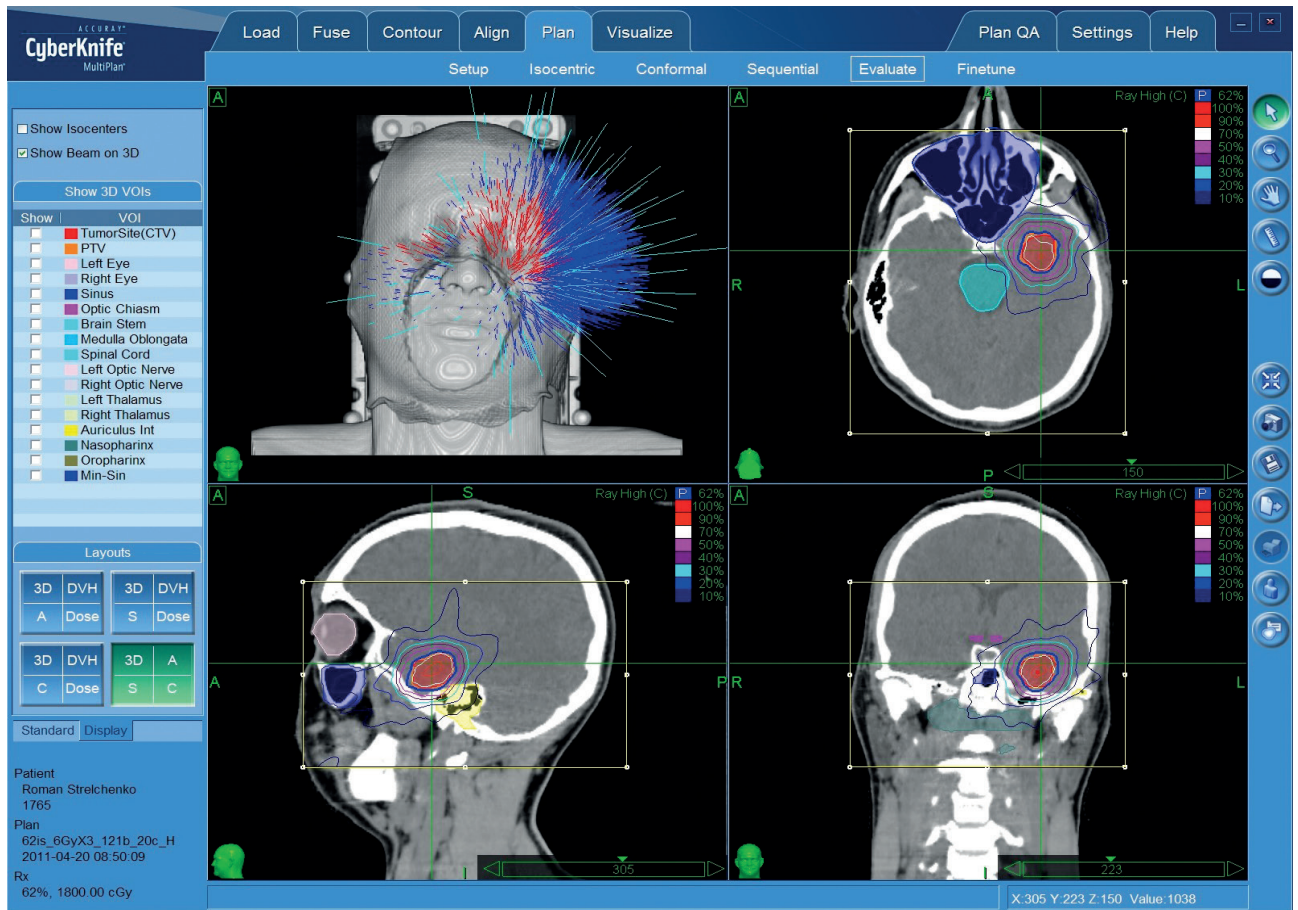 ACCURAY
CyberKnife
MultiPlan
Load Fuse Contour Align Plan Visualize Plan QA Settings Help
Setup Isocentric Conformal Sequential Evaluate Finetune
Show Isocenters
Show Beam on 3D
Show 3D VOIs
Show VOI
TumorSite(CTV)
PTV
Left Eye
Right Eye
Sinus
Optic Chiasm
Brain Stem
Medulla Oblongata
Spinal Cord
Left Optic Nerve
Right Optic Nerve
Left Thalamus
Right Thalamus
Auriculus Int
Nasopharinx
Oropharinx
Min-Sin
Layouts
3D DVH 3D DVH
A Dose S Dose
3D DVH 3D A
C Dose S C
Standard Display
Patient
Roman Strelchenko
1765
Plan
62is_6GyX3_121b_20c_H
2011-04-20 08:50:09
Rx
62%, 1800.00 cGy
A
A
A
Ray High (C) P 62%
100%
90%
70%
50%
40%
30%
20%
10%
R
L
P
150
A
S
Ray High (C) P 62%
100%
90%
70%
50%
40%
30%
20%
10%
A
P
I
305
A
Ray High (C) P 62%
100%
90%
70%
50%
40%
30%
20%
10%
R
L
I
223
X:305 Y:223 Z:150 Value:1038